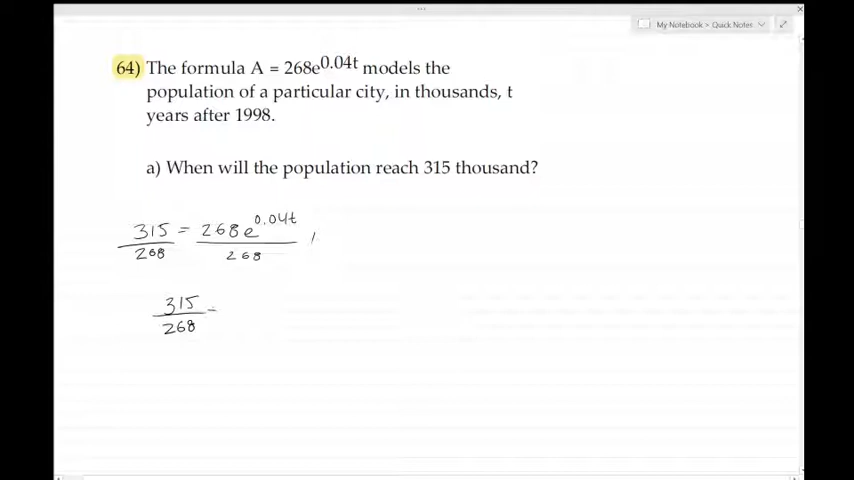 My Notebook > Quick Notes
64) The formula A = 268e^0.04t models the
population of a particular city, in thousands, t
years after 1998.
a) When will the population reach 315 thousand?
315/268 = 268e^0.04t/268
315/268 =